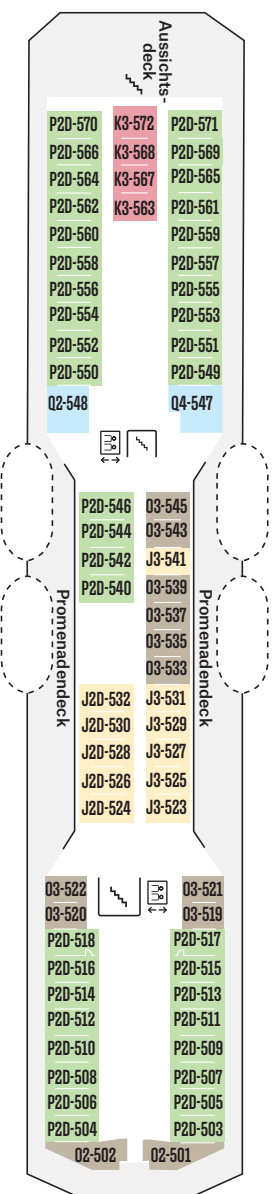 Aussichts-
deck
P2D-570 K3-572 P2D-571
P2D-566 K3-568 P2D-569
P2D-564 K3-567 P2D-565
P2D-562 K3-563 P2D-561
P2D-560 P2D-559
P2D-558 P2D-557
P2D-556 P2D-555
P2D-554 P2D-553
P2D-552 P2D-551
P2D-550 P2D-549
Q2-548 Q4-547
P2D-546 O3-545
P2D-544 O3-543
P2D-542 J3-541
P2D-540 O3-539
O3-537
O3-535
O3-533
Promenadendeck
Promenadendeck
J2D-532 J3-531
J2D-530 J3-529
J2D-528 J3-527
J2D-526 J3-525
J2D-524 J3-523
O3-522 O3-521
O3-520 O3-519
P2D-518 P2D-517
P2D-516 P2D-515
P2D-514 P2D-513
P2D-512 P2D-511
P2D-510 P2D-509
P2D-508 P2D-507
P2D-506 P2D-505
P2D-504 P2D-503
O2-502 O2-501